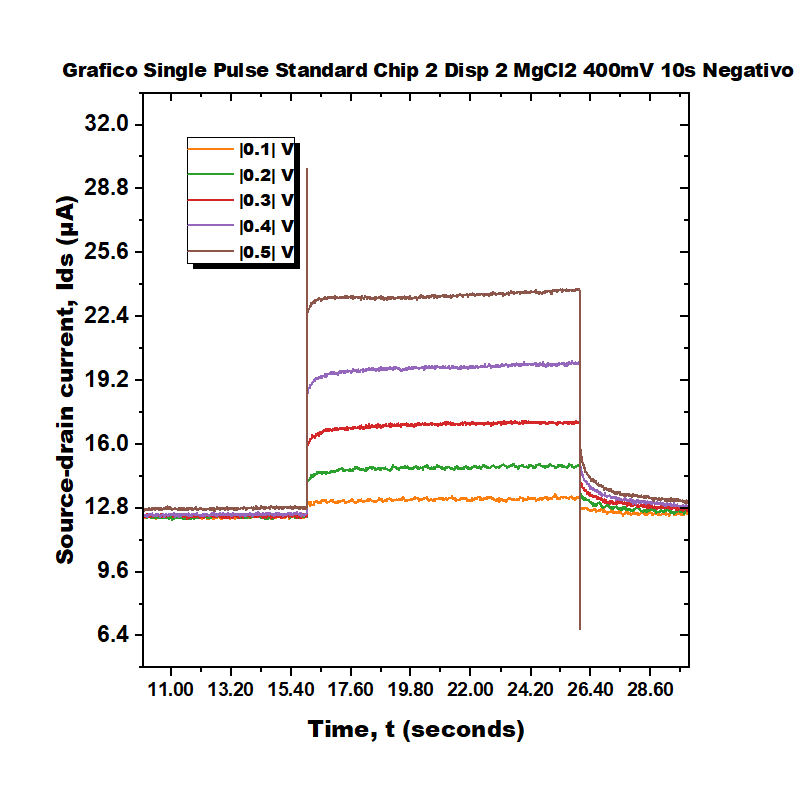 Grafico Single Pulse Standard Chip 2 Disp 2 MgCl2 400mV 10s Negativo
32.0
28.8
25.6
22.4
19.2
16.0
12.8
9.6
6.4
Source-drain current, Ids (µA)
|0.1| V
|0.2| V
|0.3| V
|0.4| V
|0.5| V
11.00 13.20 15.40 17.60 19.80 22.00 24.20 26.40 28.60
Time, t (seconds)